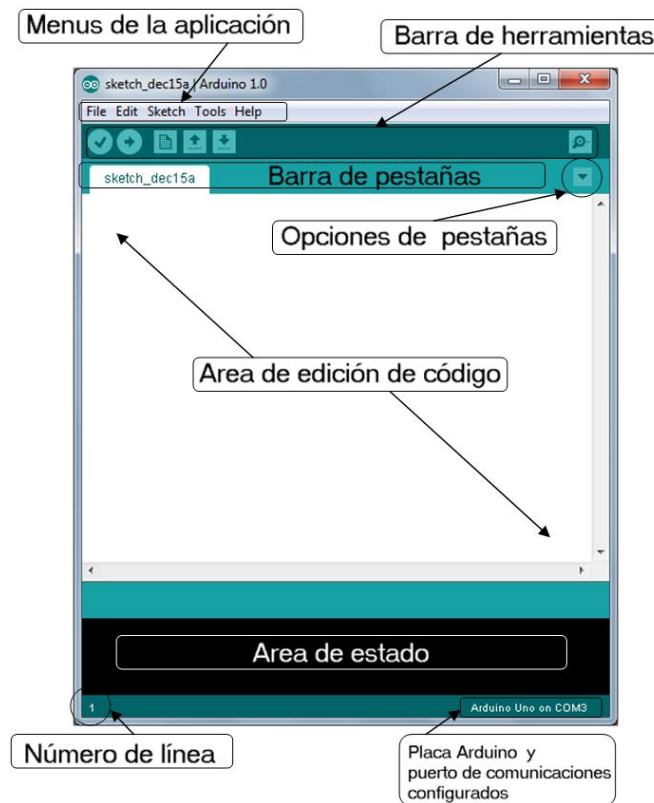 Menus de la aplicación
Barra de herramientas
sketch_dec15a | Arduino 1.0
File Edit Sketch Tools Help
sketch_dec15a
Barra de pestañas
Opciones de pestañas
Area de edición de código
Area de estado
1
Arduino Uno on COM3
Número de línea
Placa Arduino y
puerto de comunicaciones
configurados